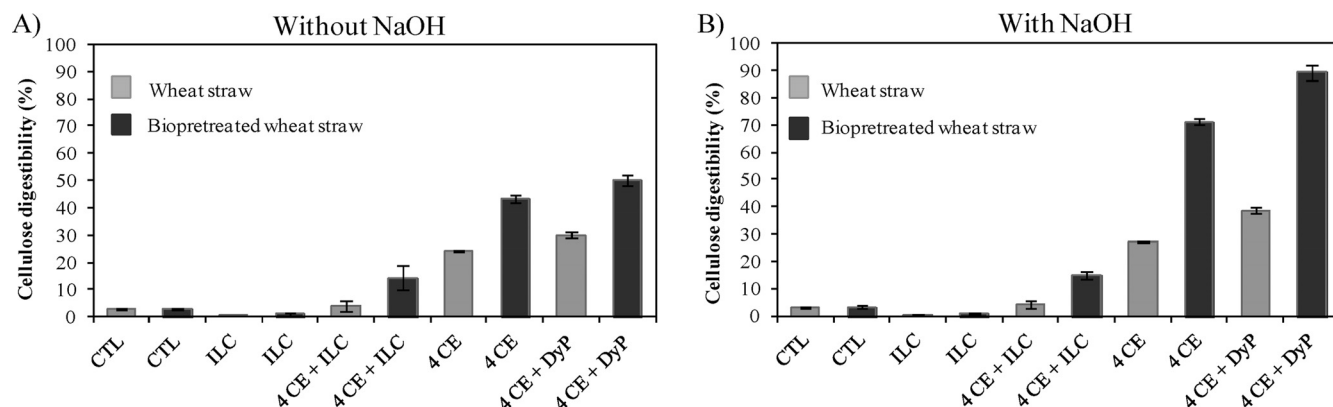 A)
Without NaOH
Cellulose digestibility (%)
100
90
80
70
60
50
40
30
20
10
0
Wheat straw
Biopretreated wheat straw
CTL
CTL
ILC
ILC
4 CE + ILC
4 CE + ILC
4 CE
4 CE
4 CE + DyP
4 CE + DyP
B)
With NaOH
Cellulose digestibility (%)
100
90
80
70
60
50
40
30
20
10
0
Wheat straw
Biopretreated wheat straw
CTL
CTL
ILC
ILC
4 CE + ILC
4 CE + ILC
4 CE
4 CE
4 CE + DyP
4 CE + DyP